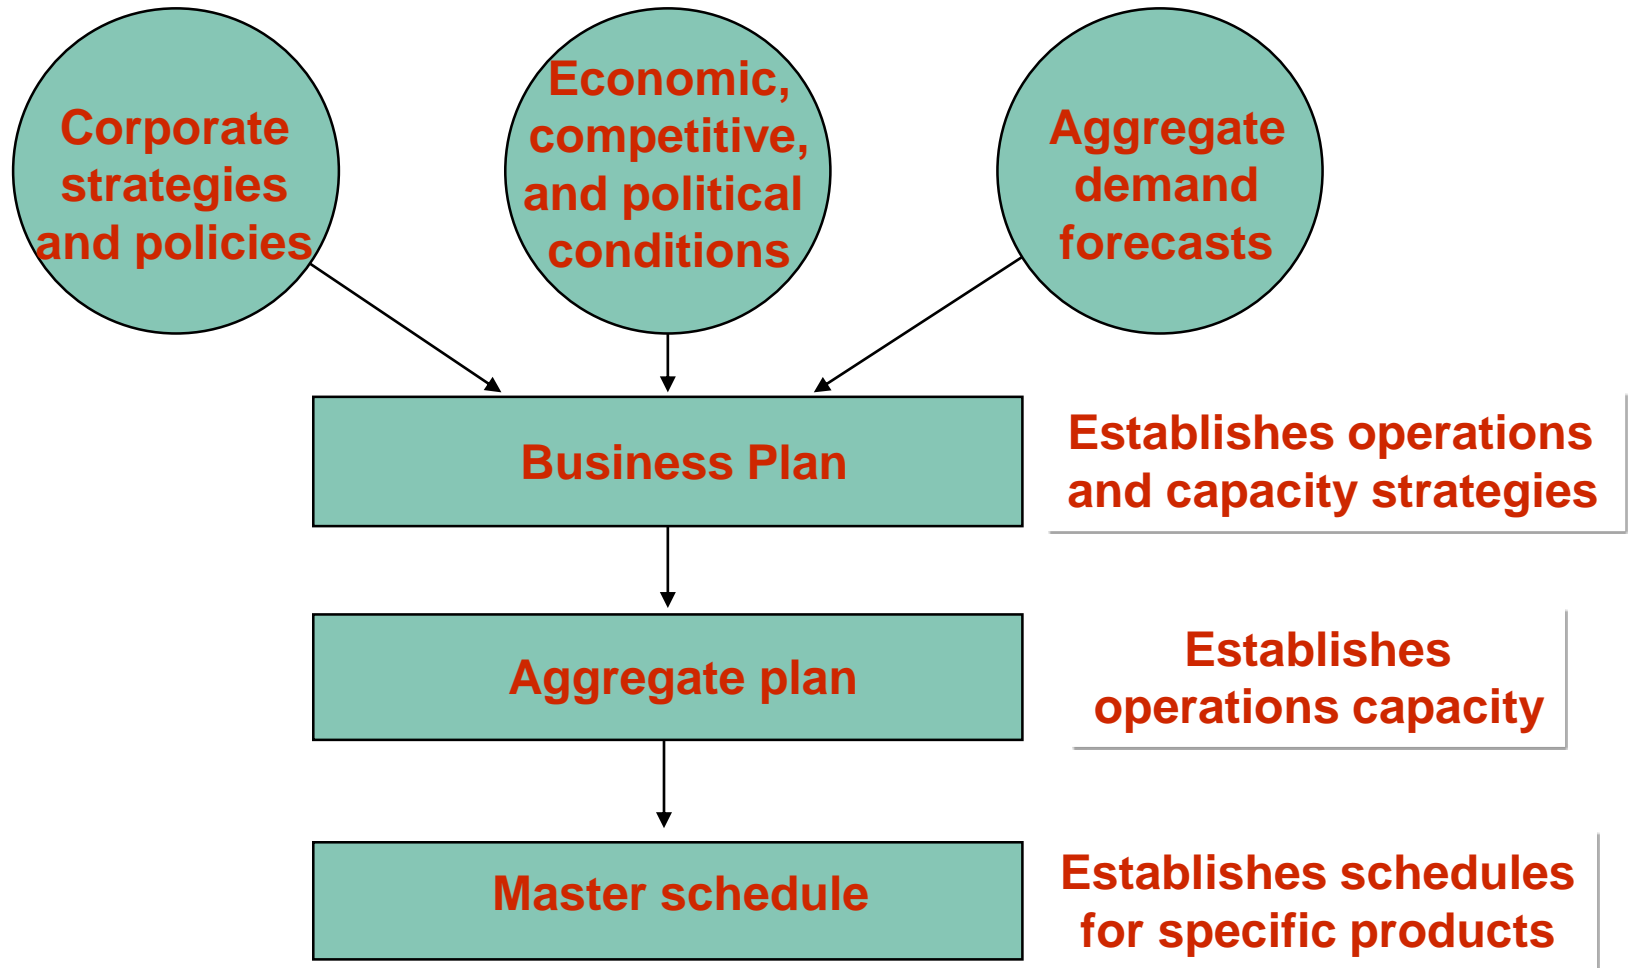 Corporate
strategies
and policies
Economic,
competitive,
and political
conditions
Aggregate
demand
forecasts
Business Plan
Establishes operations
and capacity strategies
Aggregate plan
Establishes
operations capacity
Master schedule
Establishes schedules
for specific products